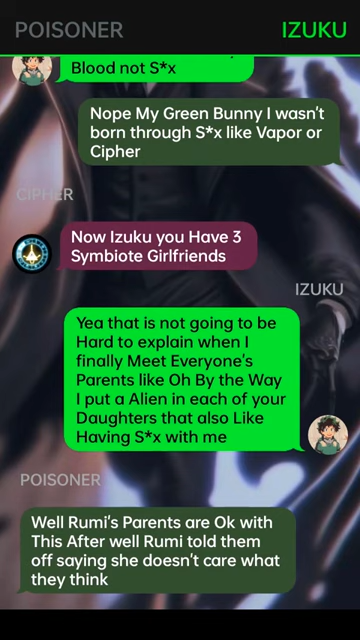 POISONER
IZUKU
Blood not S*x
Nope My Green Bunny I wasn't
born through S*x like Vapor or
Cipher
CIPHER
Now Izuku you Have 3
Symbiote Girlfriends
IZUKU
Yea that is not going to be
Hard to explain when I
finally Meet Everyone's
Parents like Oh By the Way
I put a Alien in each of your
Daughters that also Like
Having S*x with me
POISONER
Well Rumi's Parents are Ok with
This After well Rumi told them
off saying she doesn't care what
they think